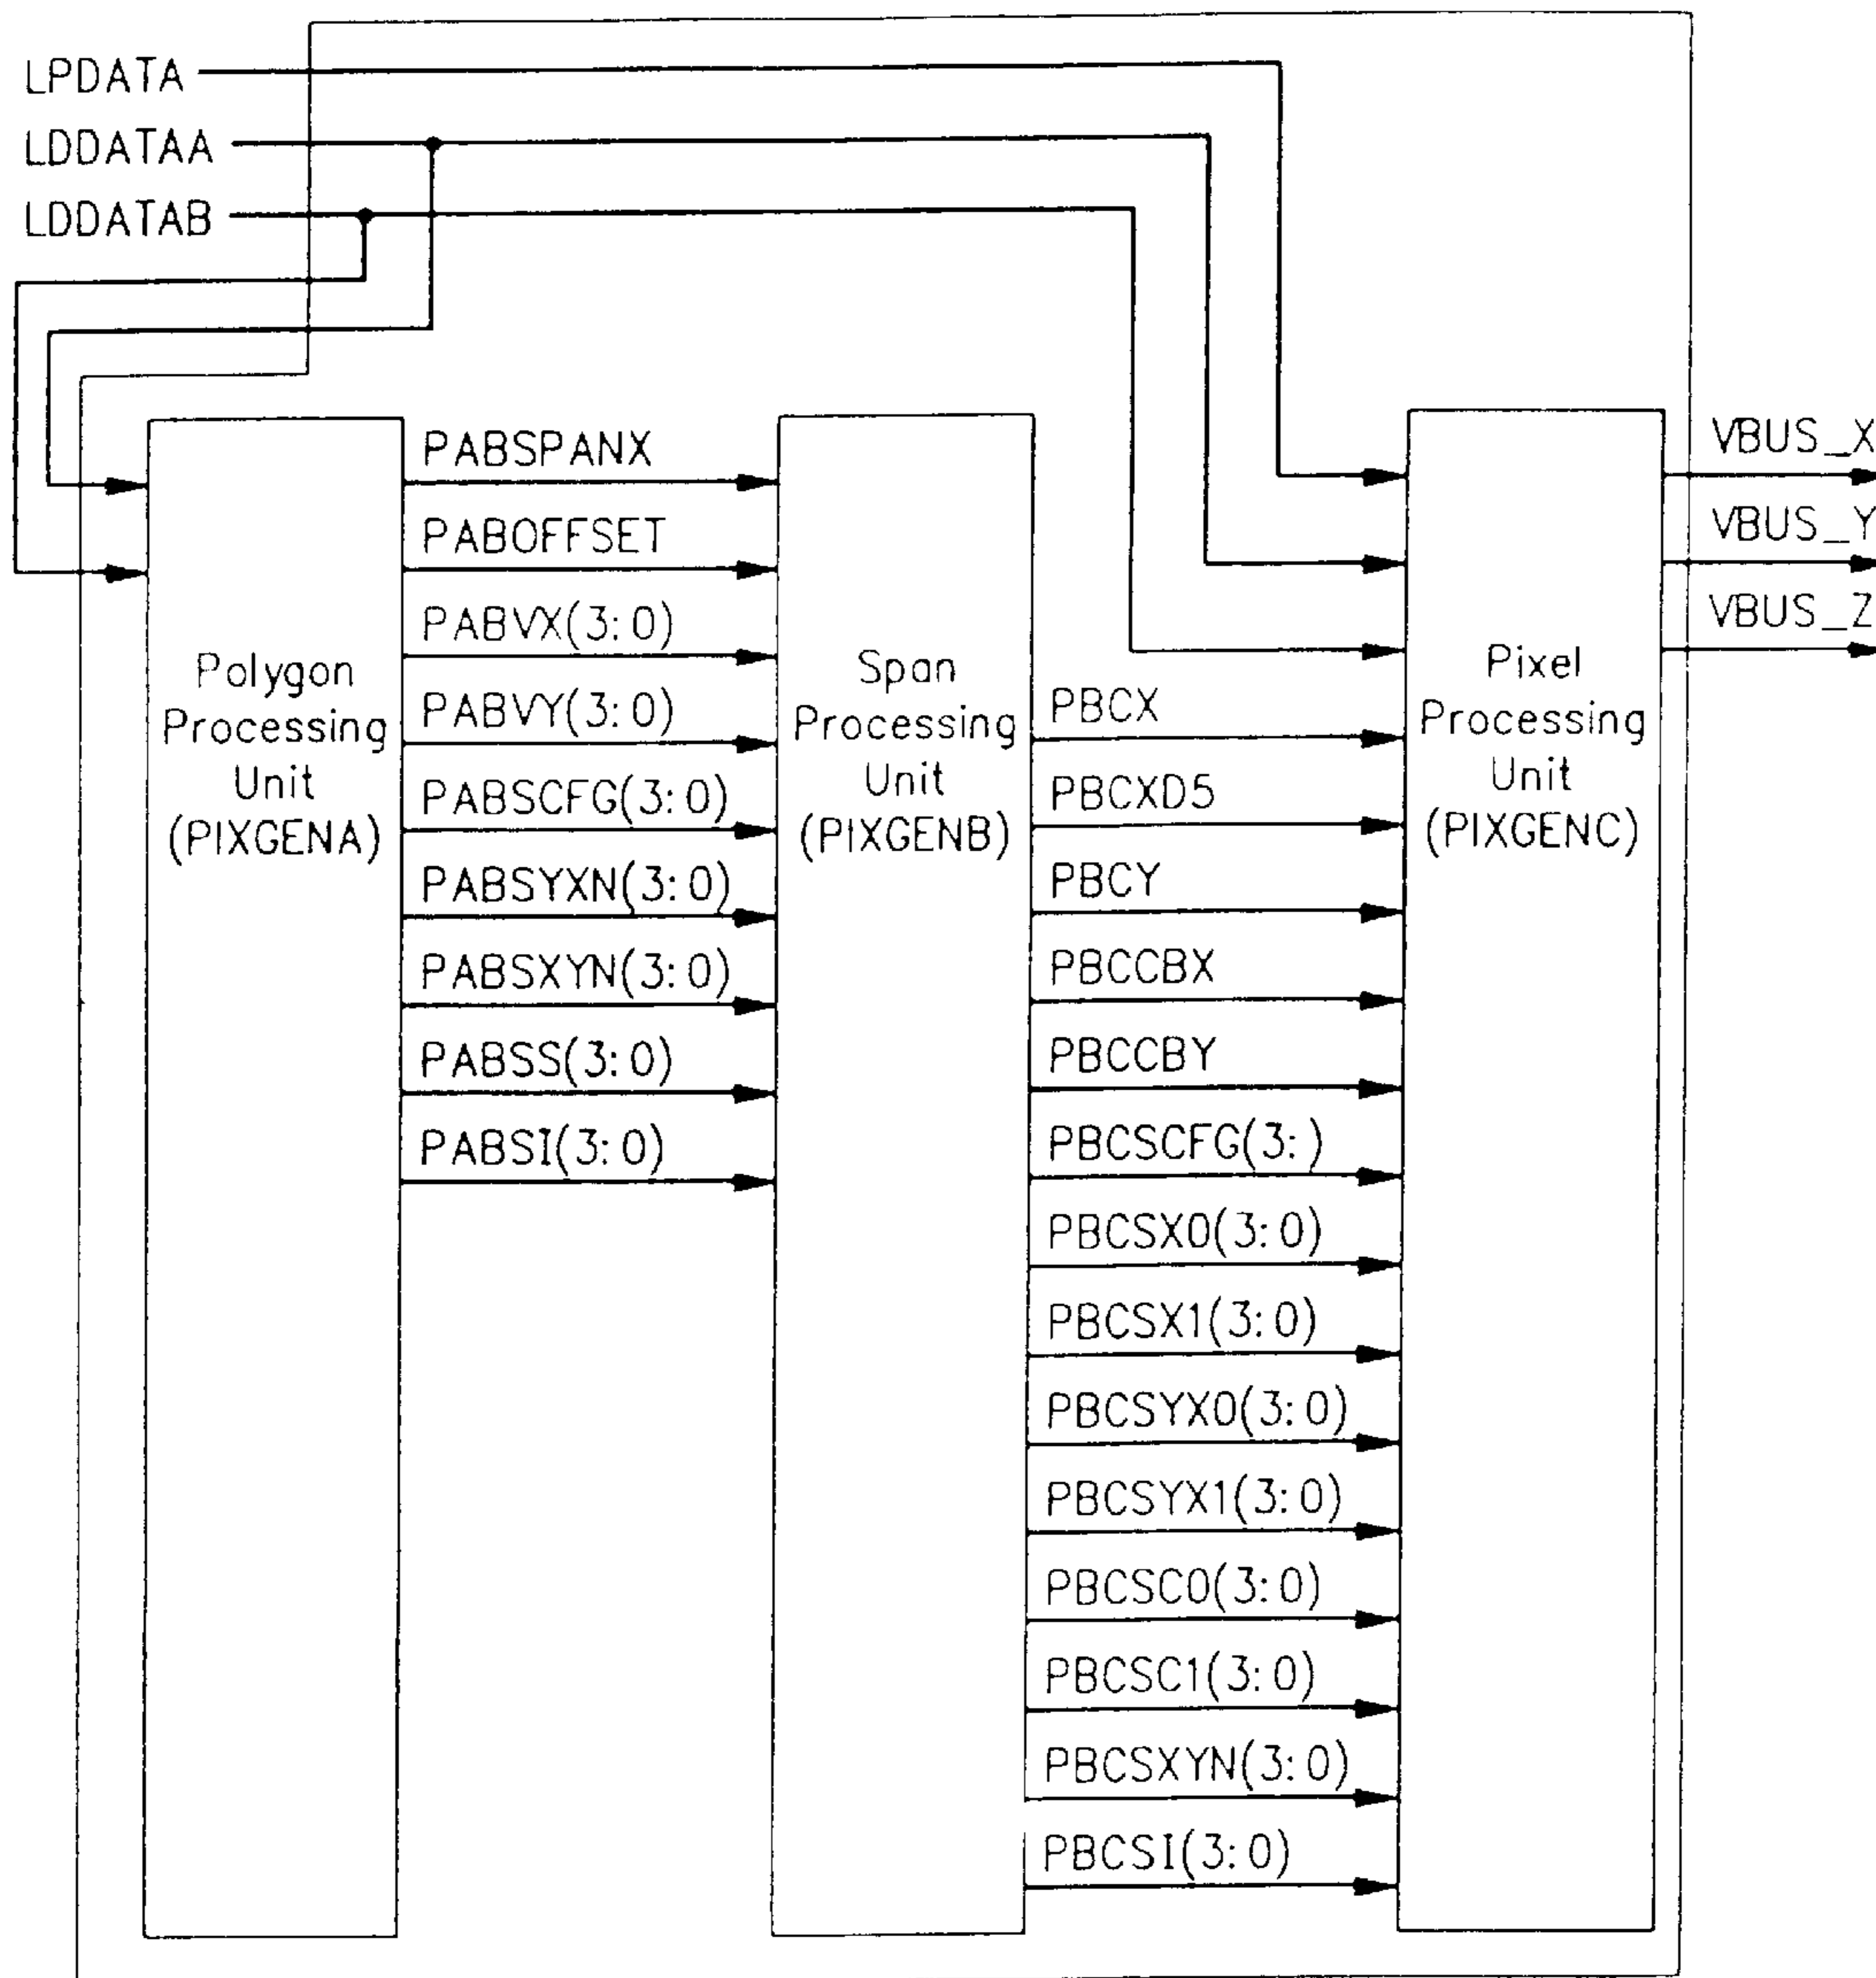 LPDATA
LDDATAA
LDDATAB
Polygon
Processing
Unit
(PIXGENA)
PABSPANX
PABOFFSET
PABVX(3:0)
PABVY(3:0)
PABSCFG(3:0)
PABSYXN(3:0)
PABSXYN(3:0)
PABSS(3:0)
PABSI(3:0)
Span
Processing
Unit
(PIXGENB)
PBCX
PBCXD5
PBCY
PBCCBX
PBCCBY
PBCSCFG(3:)
PBCSX0(3:0)
PBCSX1(3:0)
PBCSYX0(3:0)
PBCSYX1(3:0)
PBCSC0(3:0)
PBCSC1(3:0)
PBCSXYN(3:0)
PBCSI(3:0)
Pixel
Processing
Unit
(PIXGENC)
VBUS_X
VBUS_Y
VBUS_Z